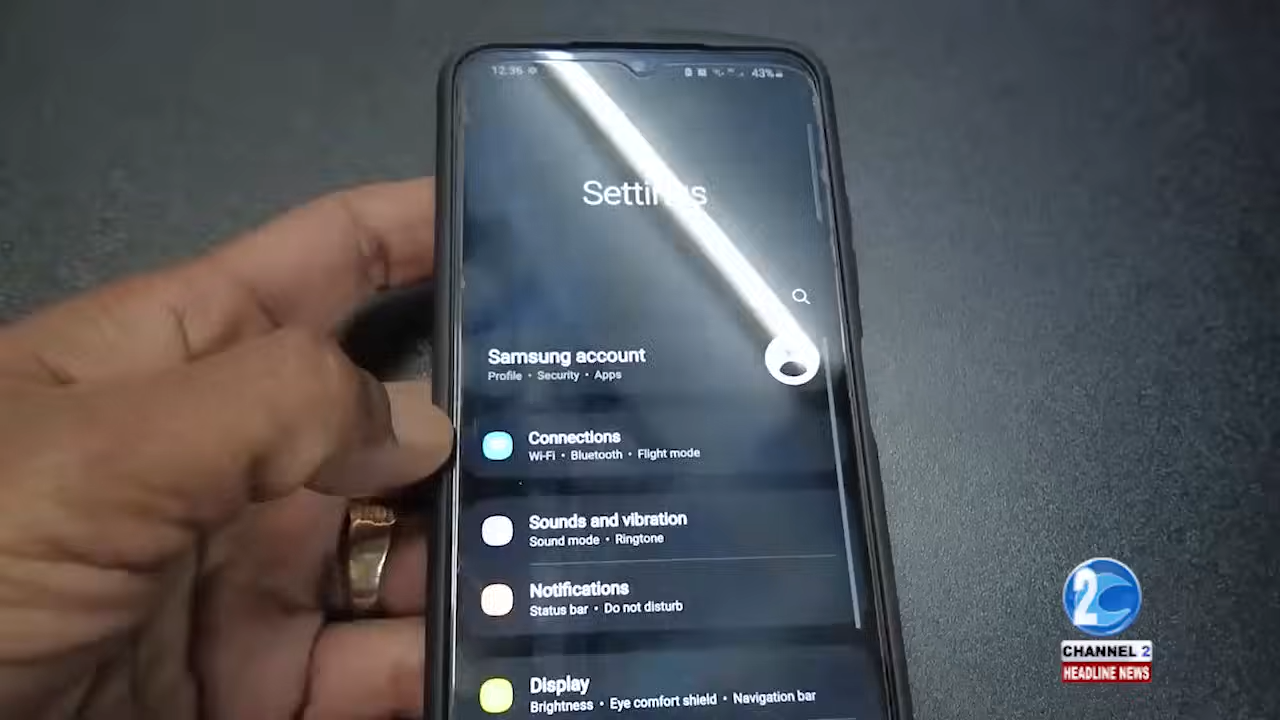 12:36
43%
Settings
Samsung account
Profile • Security • Apps
Connections
Wi-Fi • Bluetooth • Flight mode
Sounds and vibration
Sound mode • Ringtone
Notifications
Status bar • Do not disturb
Display
Brightness • Eye comfort shield • Navigation bar
2
CHANNEL 2
HEADLINE NEWS